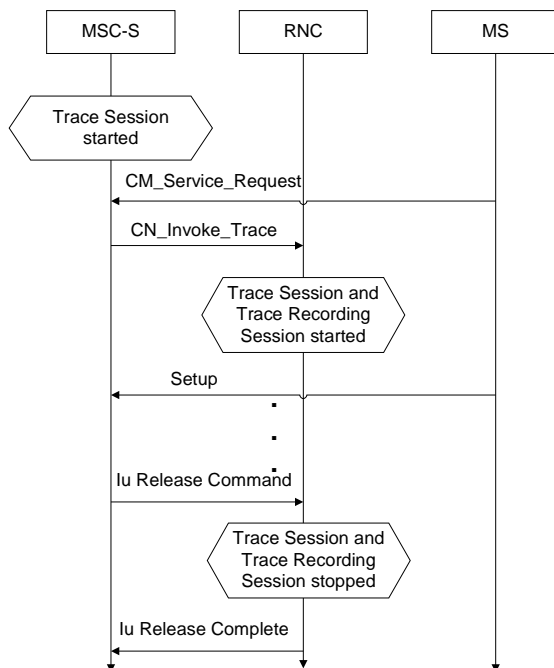 MSC-S
RNC
MS
Trace Session
started
CM_Service_Request
CN_Invoke_Trace
Trace Session and
Trace Recording
Session started
Setup
Iu Release Command
Trace Session and
Trace Recording
Session stopped
Iu Release Complete